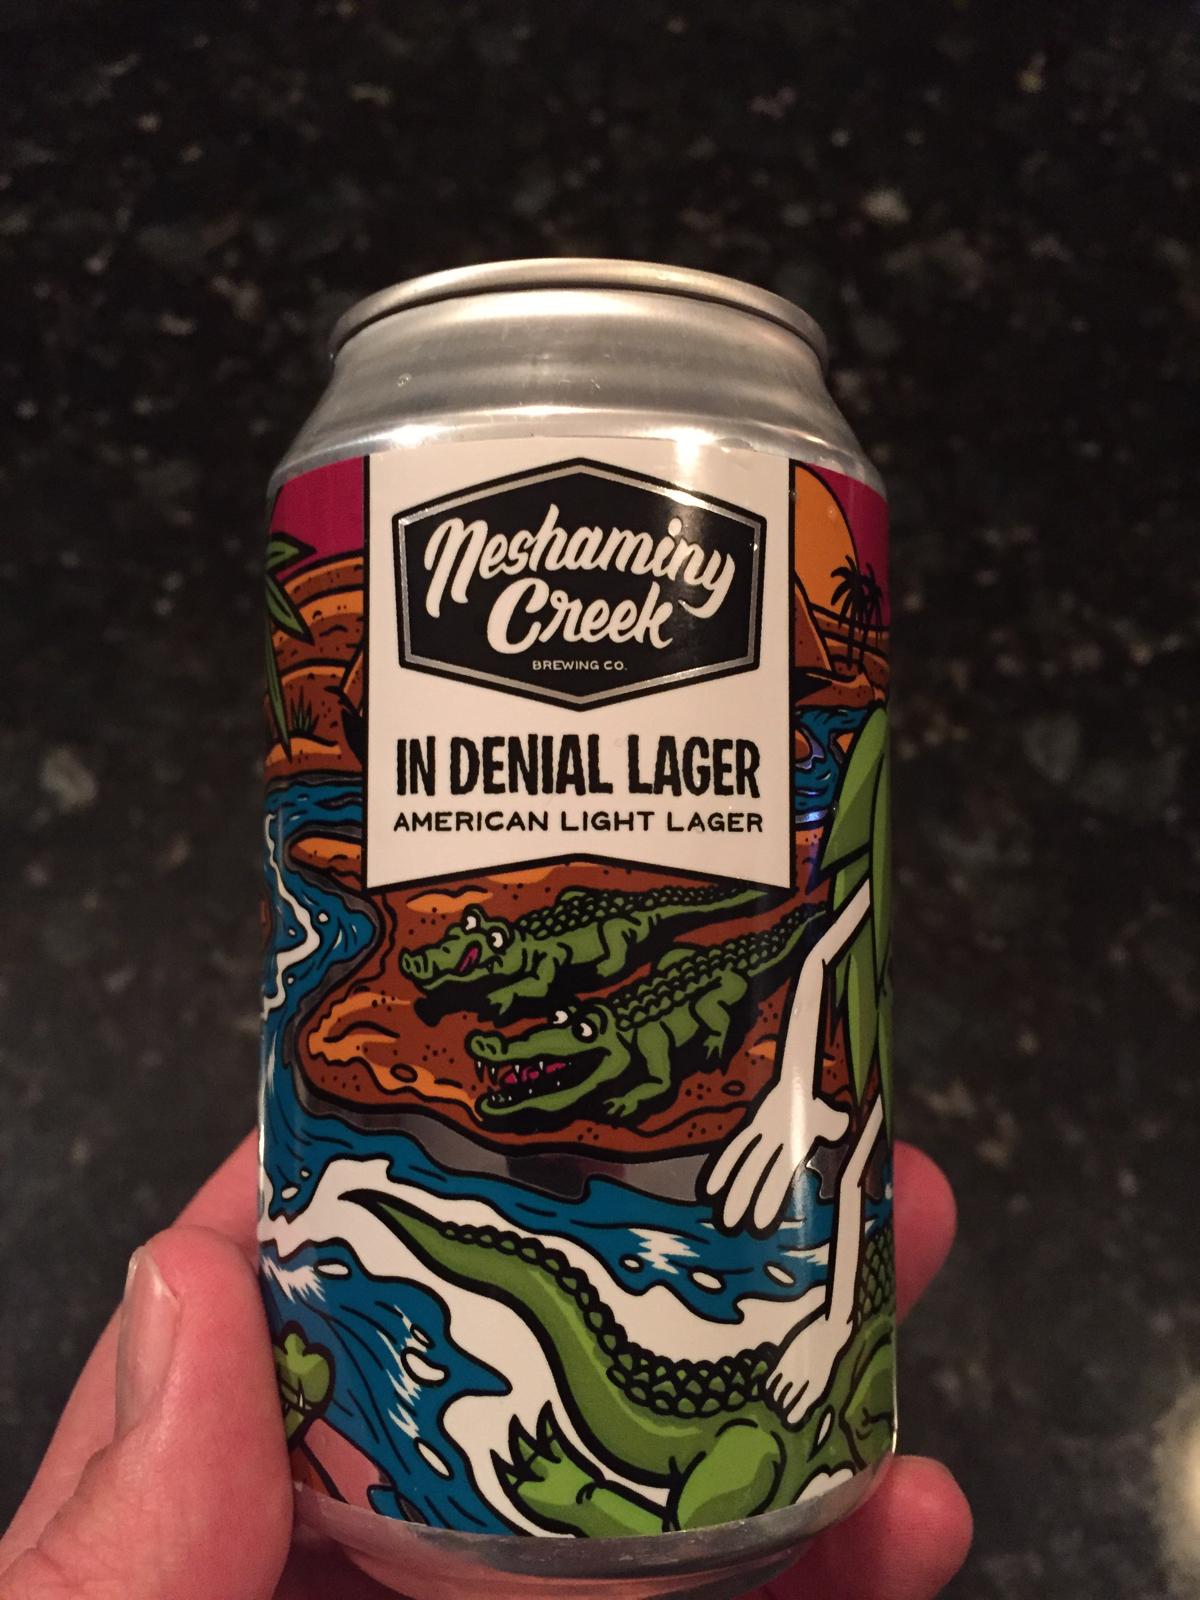 Neshaminy
Creek
BREWING CO.
IN DENIAL LAGER
AMERICAN LIGHT LAGER